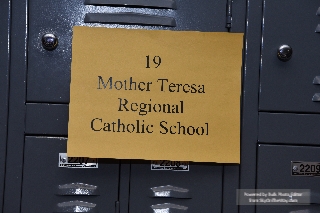 19
Mother Teresa
Regional
Catholic School